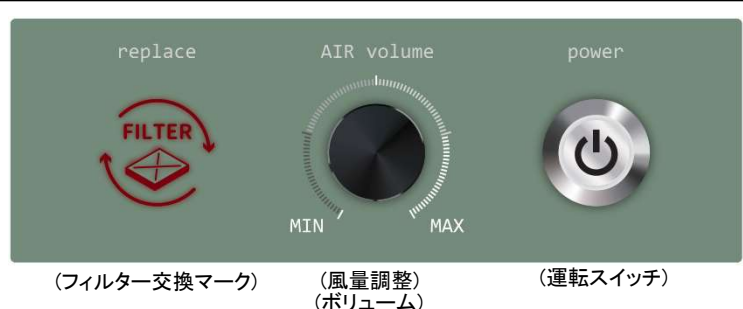 replace
AIR volume
power
FILTER
MIN
MAX
(フィルター交換マーク)
(風量調整)
(ボリューム)
(運転スイッチ)